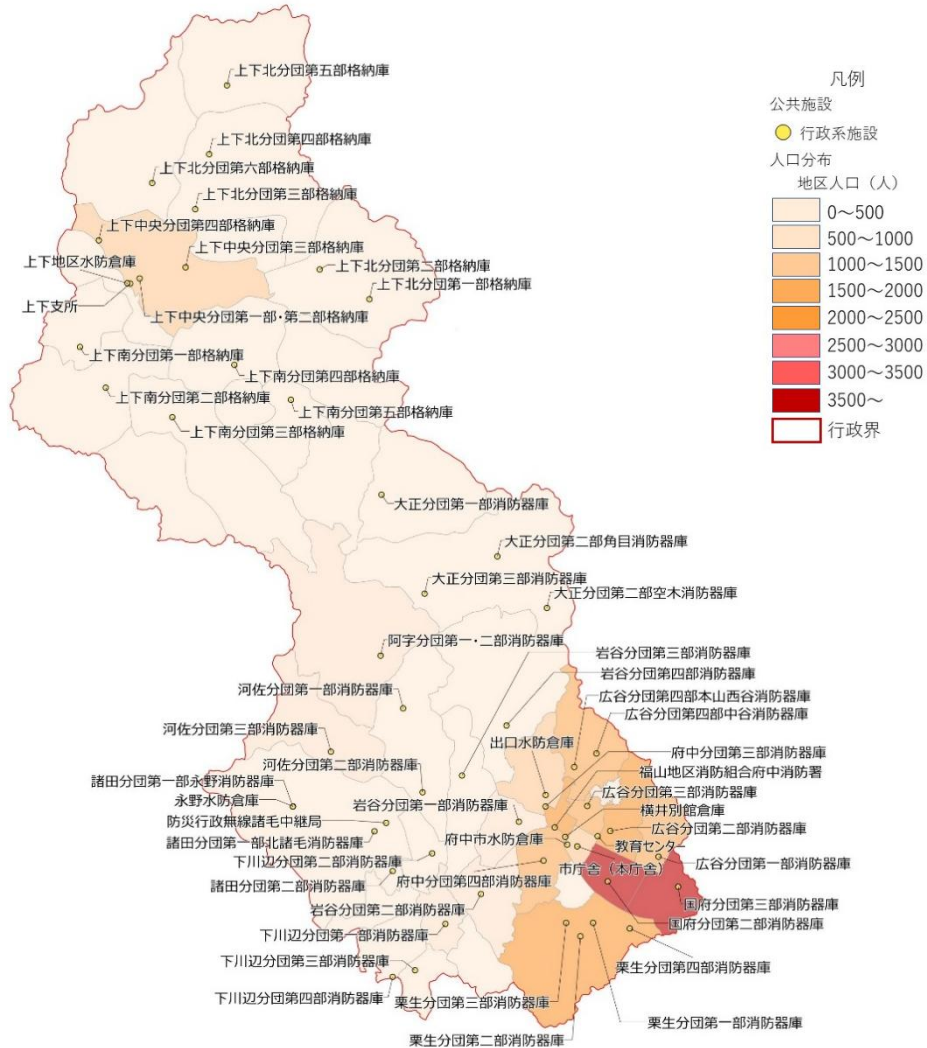 上下北分団第五部格納庫
上下北分団第四部格納庫
上下北分団第六部格納庫
上下北分団第三部格納庫
上下中央分団第四部格納庫
上下中央分団第三部格納庫
上下地区水防倉庫
上下北分団第二部格納庫
上下北分団第一部格納庫
上下支所
上下中央分団第一部・第二部格納庫
上下南分団第一部格納庫
上下南分団第四部格納庫
上下南分団第二部格納庫
上下南分団第五部格納庫
上下南分団第三部格納庫
大正分団第一部消防器庫
大正分団第二部角目消防器庫
大正分団第三部消防器庫
大正分団第二部空木消防器庫
阿字分団第一・二部消防器庫
岩谷分団第三部消防器庫
岩谷分団第四部消防器庫
河佐分団第一部消防器庫
広谷分団第四部本山西谷消防器庫
広谷分団第四部中谷消防器庫
河佐分団第三部消防器庫
出口水防倉庫
府中分団第三部消防器庫
河佐分団第二部消防器庫
福山地区消防組合府中消防署
諸田分団第一部永野消防器庫
広谷分団第三部消防器庫
永野水防倉庫
岩谷分団第一部消防器庫
横井別館倉庫
防災行政無線諸毛中継局
広谷分団第二部消防器庫
諸田分団第一部北諸毛消防器庫
府中市水防倉庫
教育センター
下川辺分団第二部消防器庫
市庁舎（本庁舎）
広谷分団第一部消防器庫
諸田分団第二部消防器庫
府中分団第四部消防器庫
国府分団第三部消防器庫
岩谷分団第二部消防器庫
国府分団第二部消防器庫
下川辺分団第一部消防器庫
下川辺分団第三部消防器庫
栗生分団第四部消防器庫
下川辺分団第四部消防器庫
栗生分団第三部消防器庫
栗生分団第一部消防器庫
栗生分団第二部消防器庫
凡例
公共施設
行政系施設
人口分布
地区人口（人）
0～500
500～1000
1000～1500
1500～2000
2000～2500
2500～3000
3000～3500
3500～
行政界